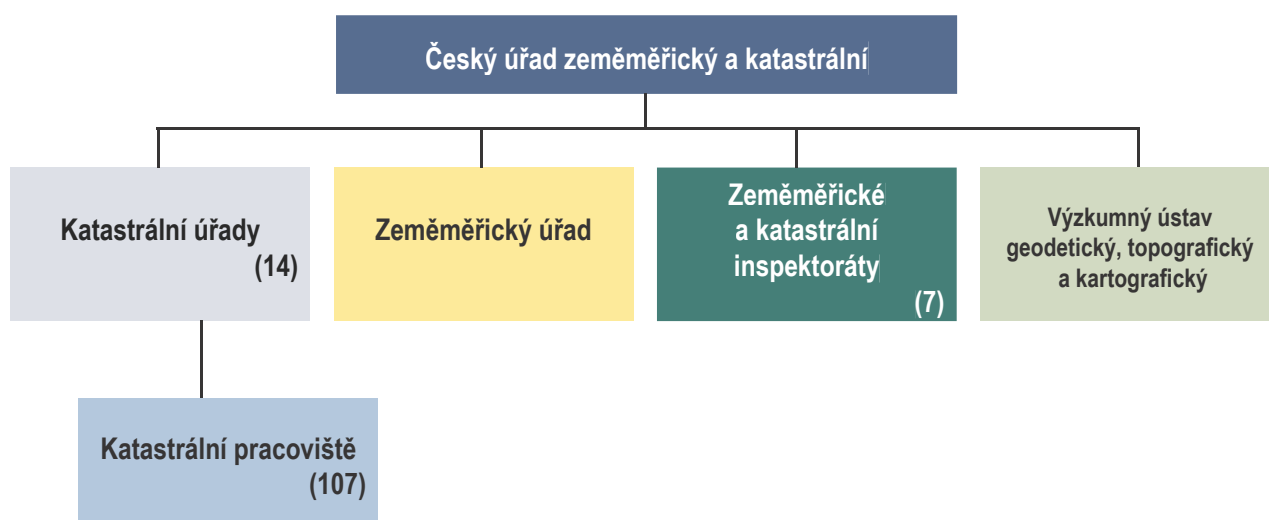 Český úřad zeměměřický a katastrální
Katastrální úřady
(14)
Zeměměřický úřad
Zeměměřické
a katastrální
inspektoráty
(7)
Výzkumný ústav
geodetický, topografický
a kartografický
Katastrální pracoviště
(107)